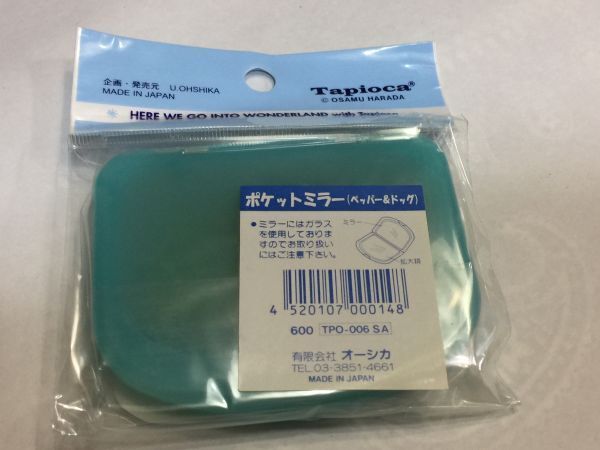 企画・発売元 U.OHSHIKA
MADE IN JAPAN
Tapioca®
© OSAMU HARADA
HERE WE GO INTO WONDERLAND with Tapioca
ポケットミラー(ペッパー&ドッグ)
●ミラーにはガラス
を使用しておりま
すのでお取り扱い
にはご注意下さい。
ミラー
拡大鏡
4 520107 000148
600 TPO-006 SA
有限会社 オーシカ
TEL.03-3851-4661
MADE IN JAPAN